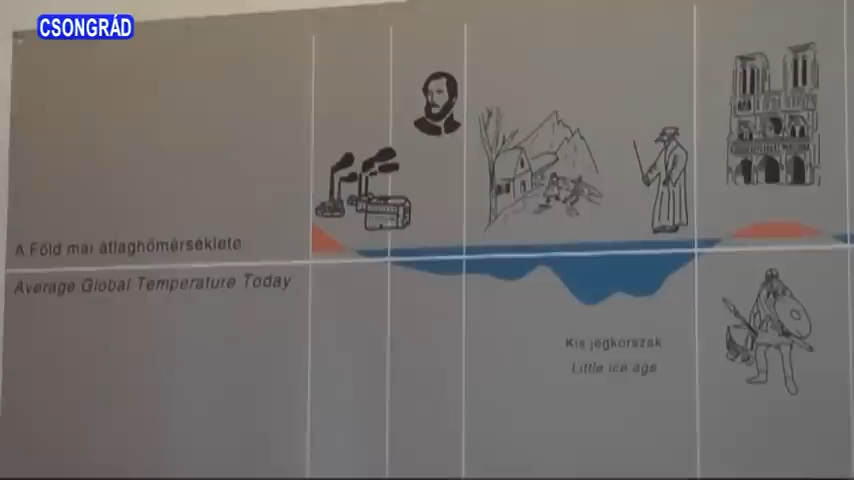 CSONGRÁD
A Föld mai átlaghőmérséklete
Average Global Temperature Today
Kis jégkorszak
Little ice age